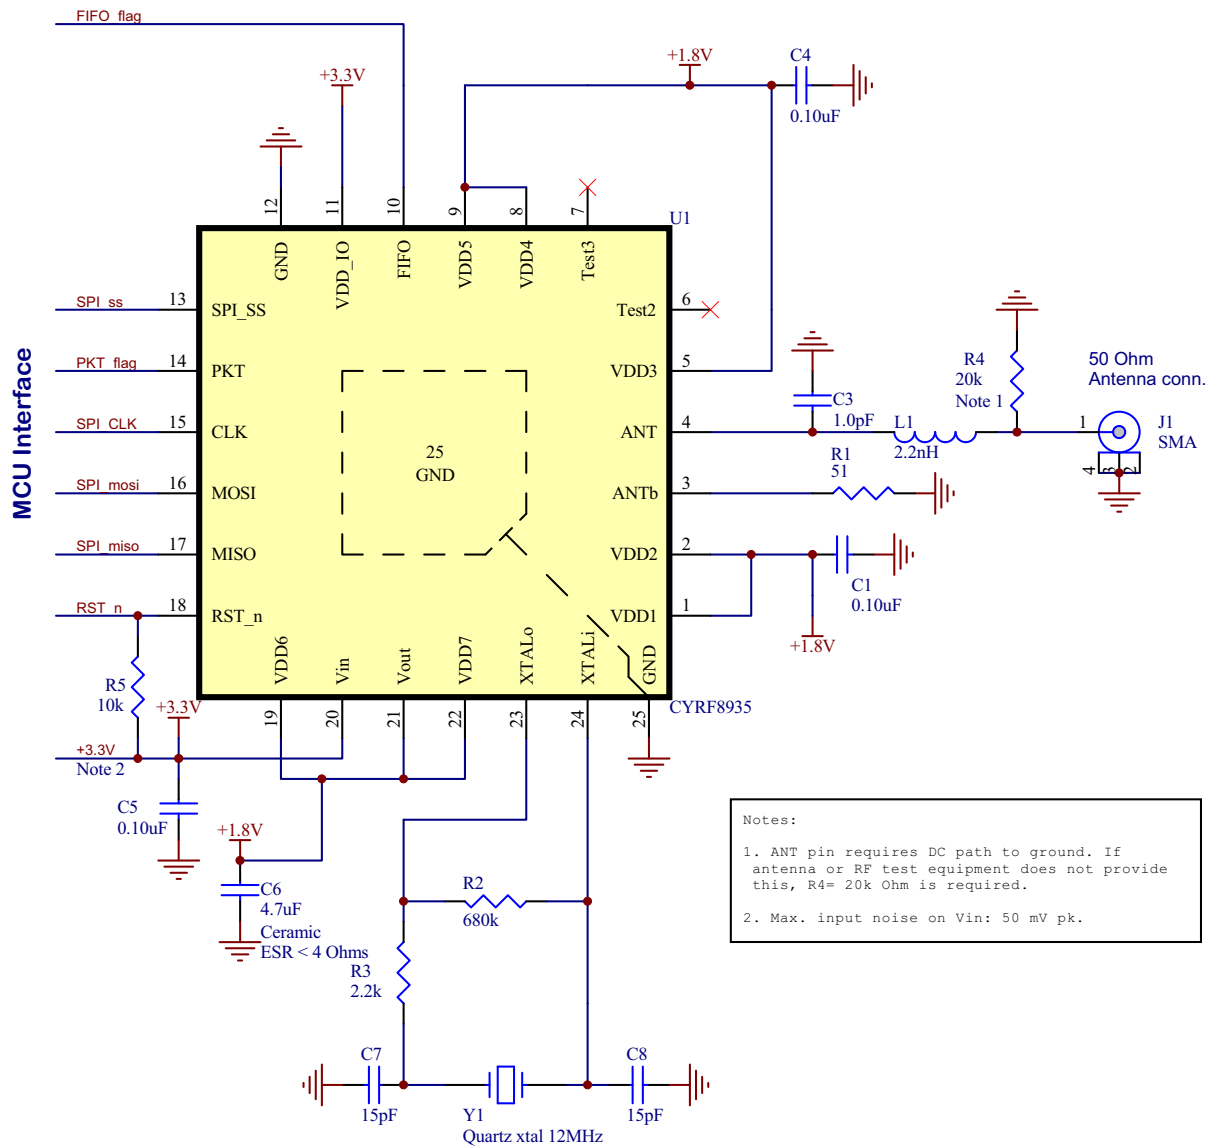 FIFO_flag
+3.3V
+1.8V
C4
0.10uF
12
11
10
9
8
7
U1
GND
VDD_IO
FIFO
VDD5
VDD4
Test3
MCU Interface
SPI_ss
13
SPI_SS
PKT_flag
14
PKT
SPI_CLK
15
CLK
SPI_mosi
16
MOSI
SPI_miso
17
MISO
RST_n
18
RST_n
25
GND
Test2
6
VDD3
5
ANT
4
ANTb
3
VDD2
2
VDD1
1
C3
1.0pF
L1
2.2nH
R4
20k
Note 1
50 Ohm
Antenna conn.
1
J1
SMA
4
3
2
R1
51
C1
0.10uF
+1.8V
VDD6
Vin
Vout
VDD7
XTALo
XTALi
GND
19
20
21
22
23
24
25
CYRF8935
R5
10k
+3.3V
+3.3V
Note 2
C5
0.10uF
+1.8V
C6
4.7uF
Ceramic
ESR < 4 Ohms
R2
680k
R3
2.2k
C7
15pF
Y1
Quartz xtal 12MHz
C8
15pF
Notes:
1. ANT pin requires DC path to ground. If
antenna or RF test equipment does not provide
this, R4= 20k Ohm is required.
2. Max. input noise on Vin: 50 mV pk.